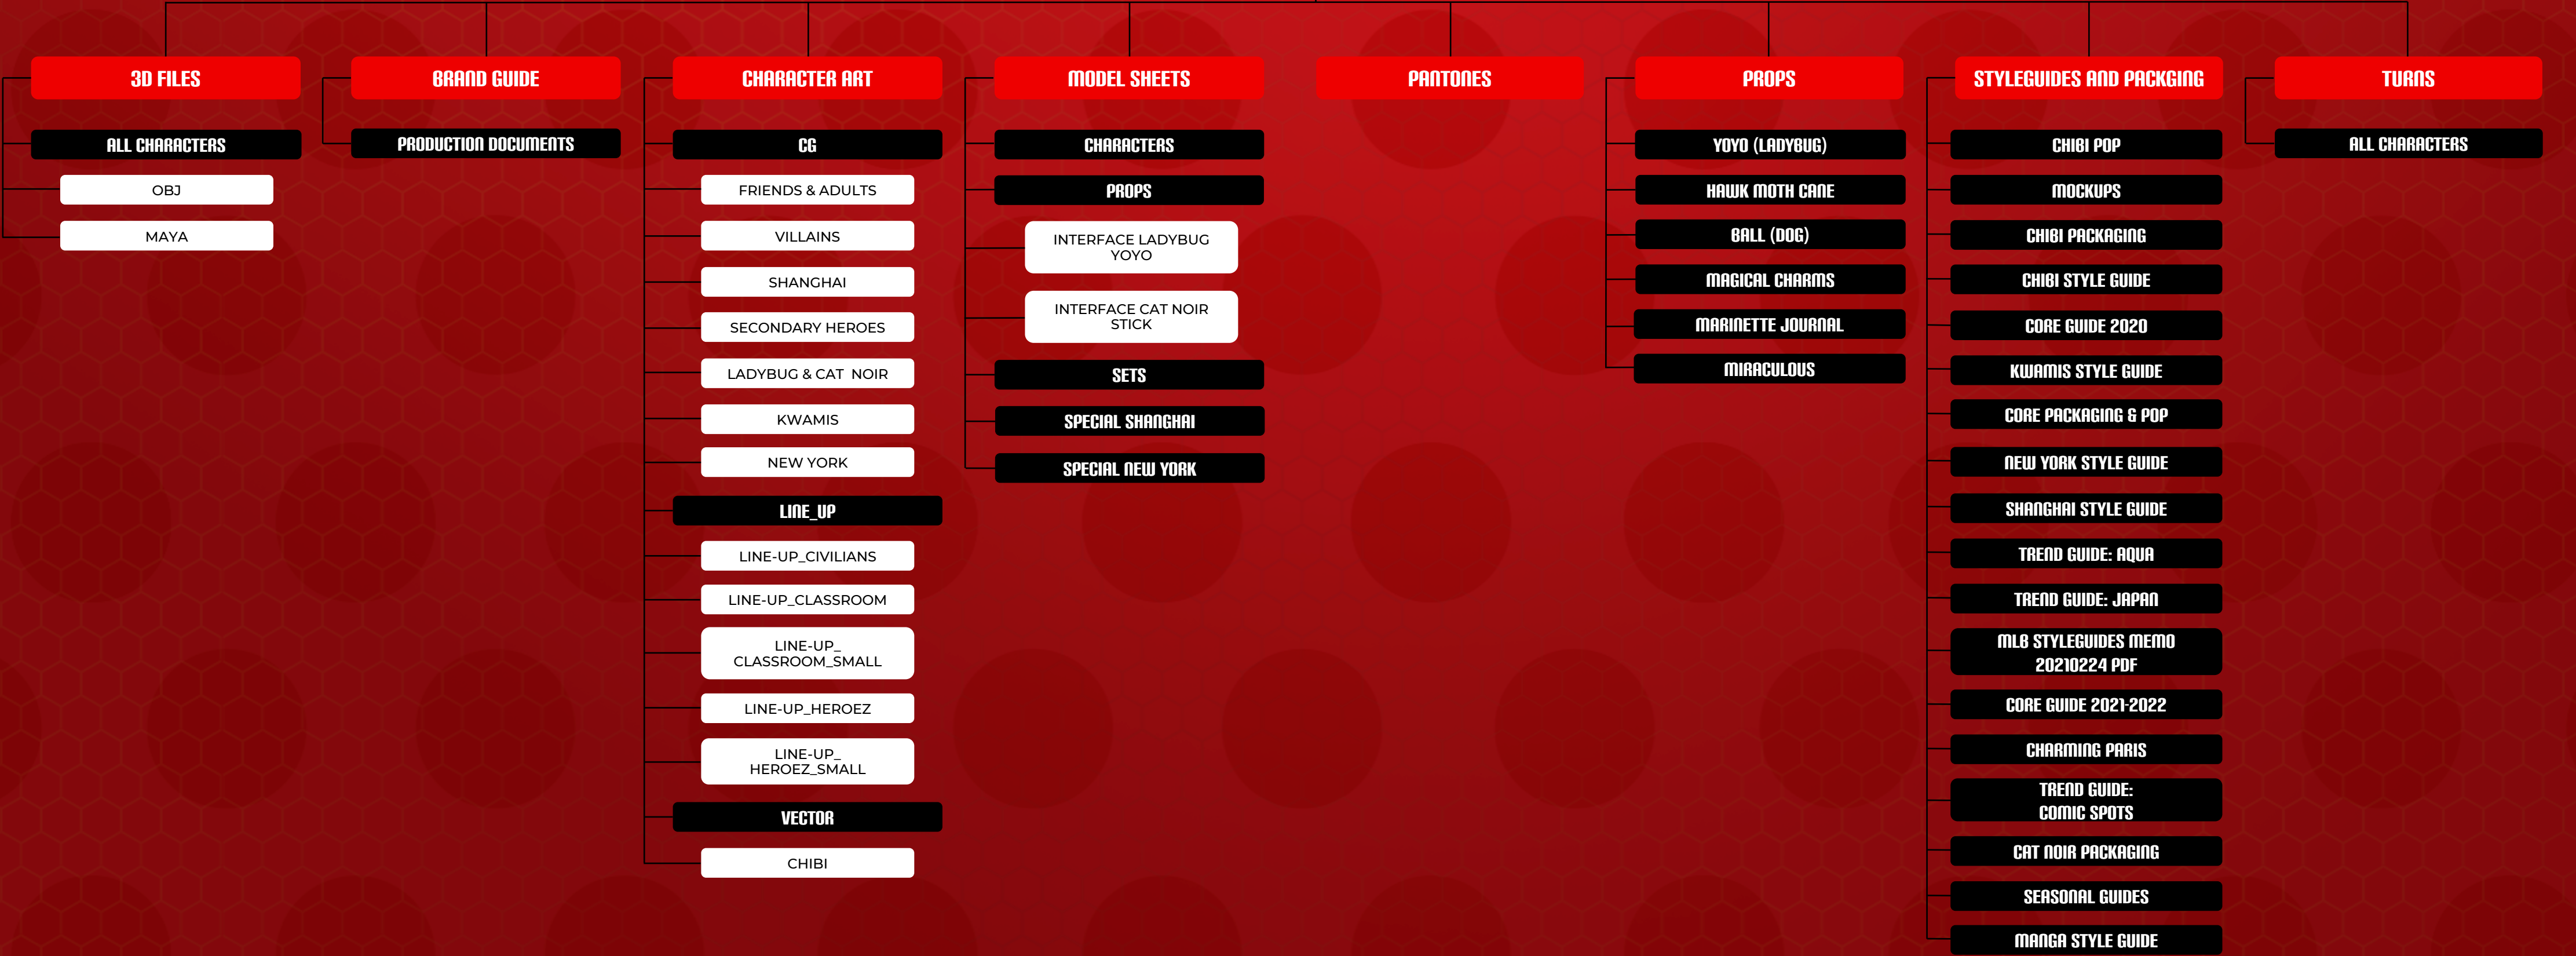 3D FILES
ALL CHARACTERS
OBJ
MAYA
BRAND GUIDE
PRODUCTION DOCUMENTS
CHARACTER ART
CG
FRIENDS & ADULTS
VILLAINS
SHANGHAI
SECONDARY HEROES
LADYBUG & CAT NOIR
KWAMIS
NEW YORK
LINE_UP
LINE-UP_CIVILIANS
LINE-UP_CLASSROOM
LINE-UP_
CLASSROOM_SMALL
LINE-UP_HEROEZ
LINE-UP_
HEROEZ_SMALL
VECTOR
CHIBI
MODEL SHEETS
CHARACTERS
PROPS
INTERFACE LADYBUG
YOYO
INTERFACE CAT NOIR
STICK
SETS
SPECIAL SHANGHAI
SPECIAL NEW YORK
PANTONES
PROPS
YOYO (LADYBUG)
HAWK MOTH CANE
BALL (DOG)
MAGICAL CHARMS
MARINETTE JOURNAL
MIRACULOUS
STYLEGUIDES AND PACKGING
CHIBI POP
MOCKUPS
CHIBI PACKAGING
CHIBI STYLE GUIDE
CORE GUIDE 2020
KWAMIS STYLE GUIDE
CORE PACKAGING & POP
NEW YORK STYLE GUIDE
SHANGHAI STYLE GUIDE
TREND GUIDE: AQUA
TREND GUIDE: JAPAN
MLB STYLEGUIDES MEMO
20210224 PDF
CORE GUIDE 2021-2022
CHARMING PARIS
TREND GUIDE:
COMIC SPOTS
CAT NOIR PACKAGING
SEASONAL GUIDES
MANGA STYLE GUIDE
TURNS
ALL CHARACTERS